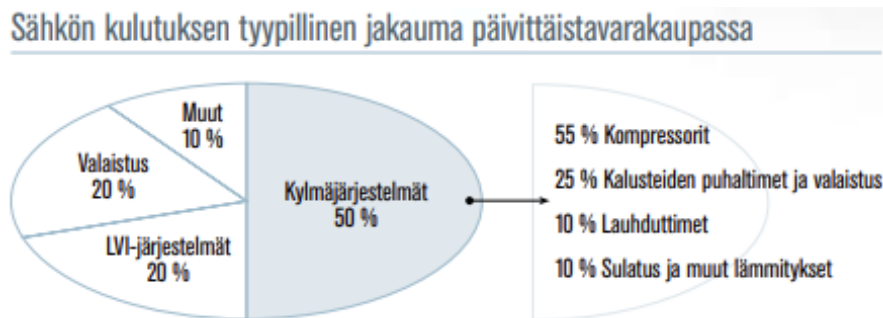 Sähkön kulutuksen tyypillinen jakauma päivittäistavarakaupassa
Muut
10 %
Valaistus
20 %
LVI-järjestelmät
20 %
Kylmäjärjestelmät
50 %
55 % Kompressorit
25 % Kalusteiden puhaltimet ja valaistus
10 % Lauhduttimet
10 % Sulatus ja muut lämmitykset